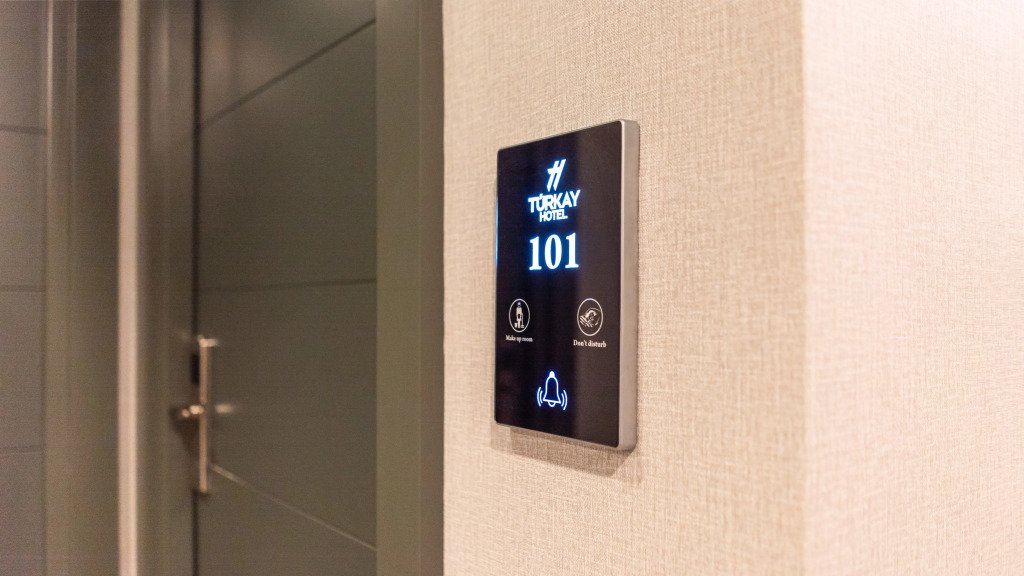 TÜRKAY
HOTEL
101
Make up room
Don't disturb